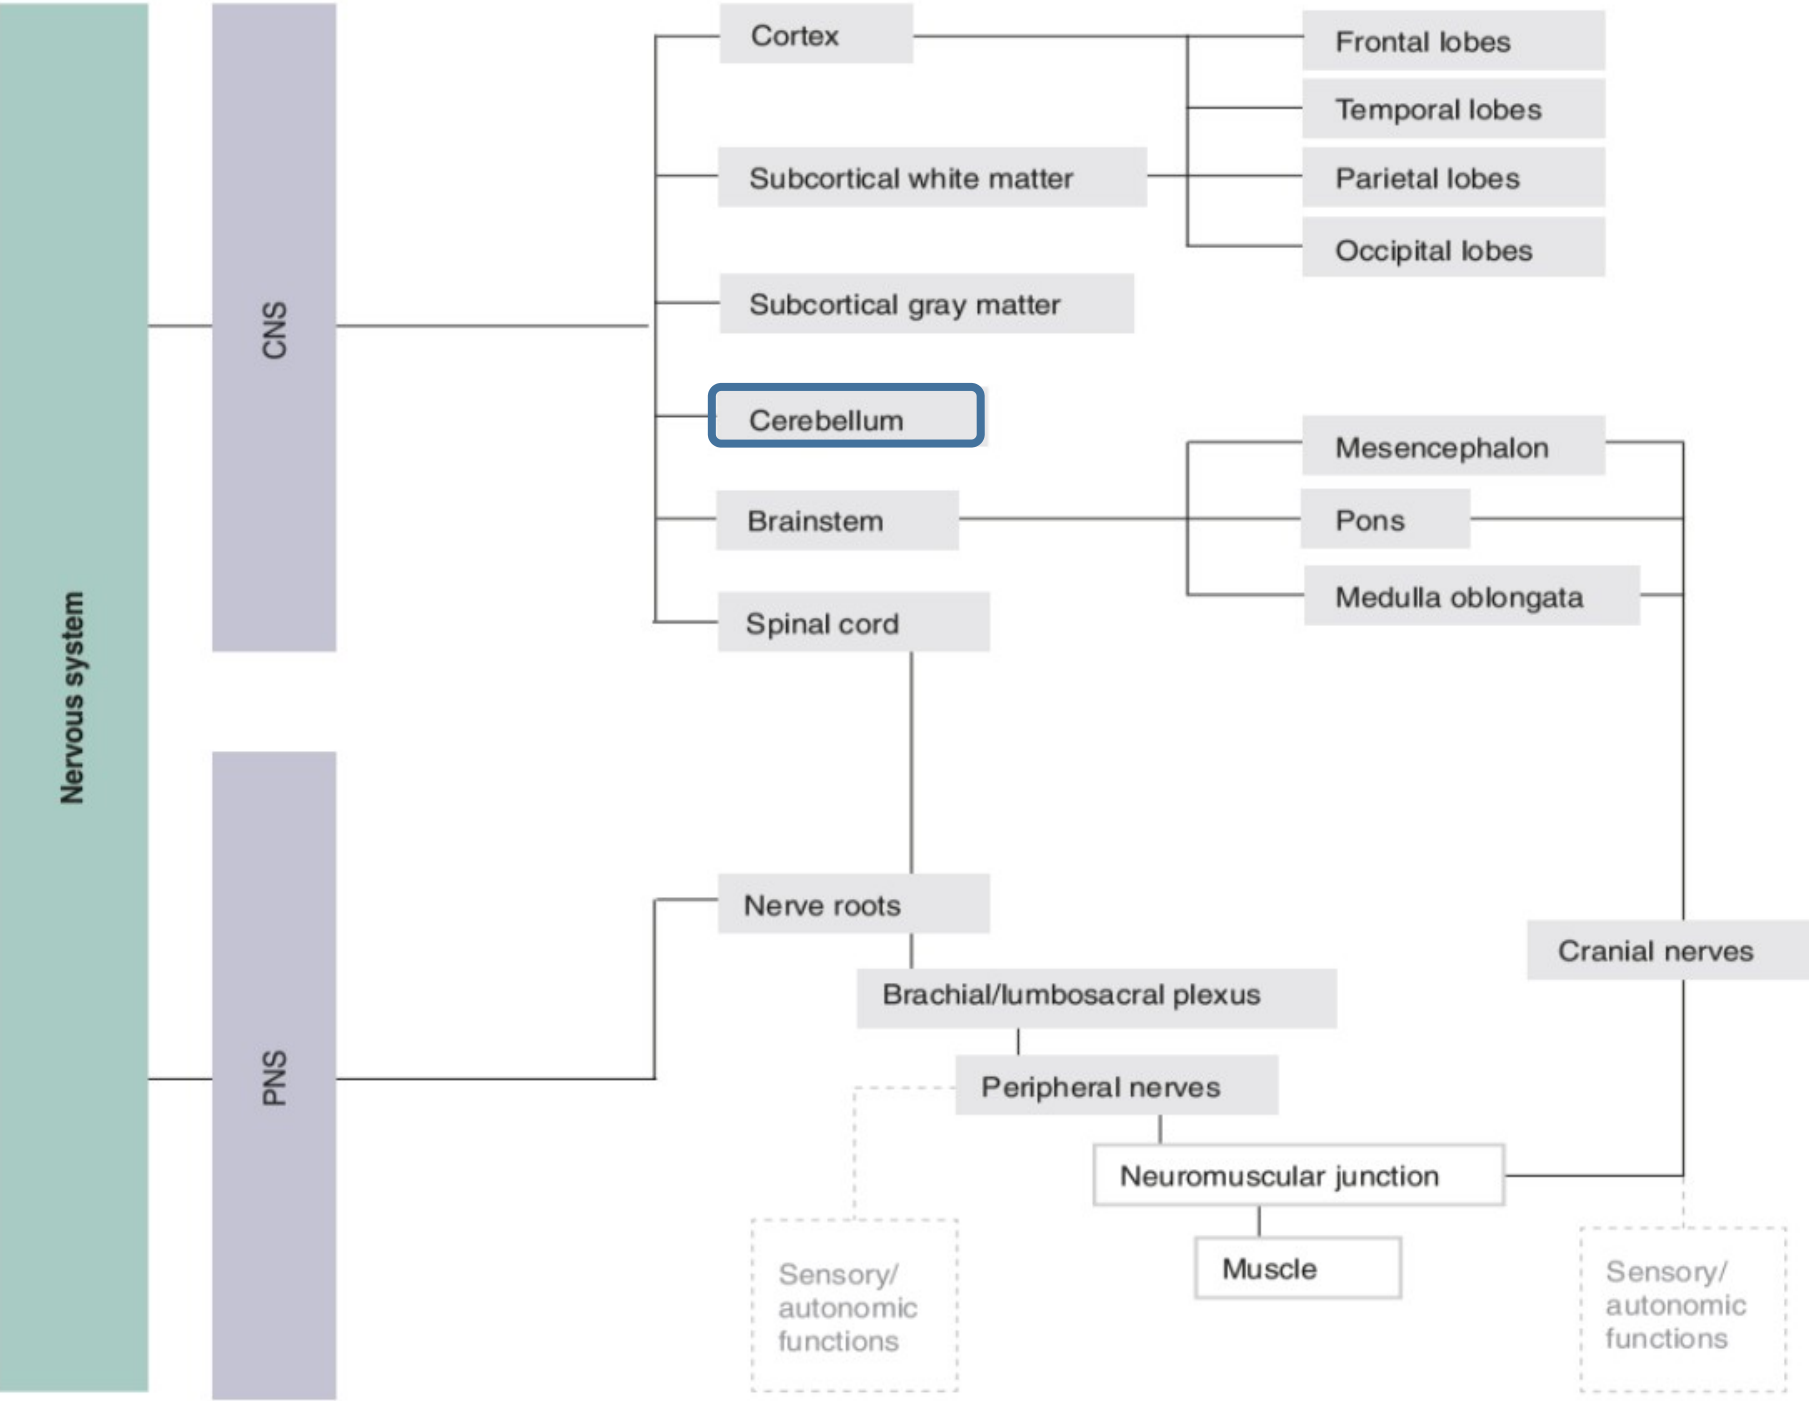 Nervous system
CNS
PNS
Cortex
Subcortical white matter
Subcortical gray matter
Cerebellum
Brainstem
Spinal cord
Frontal lobes
Temporal lobes
Parietal lobes
Occipital lobes
Mesencephalon
Pons
Medulla oblongata
Nerve roots
Brachial/lumbosacral plexus
Peripheral nerves
Neuromuscular junction
Muscle
Cranial nerves
Sensory/
autonomic
functions
Sensory/
autonomic
functions